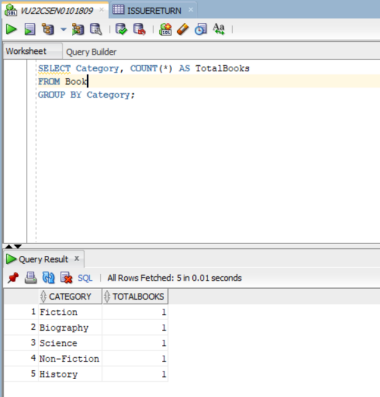 VU22CSEN0101809 × ISSUERETURN ×
Worksheet Query Builder
SELECT Category, COUNT(*) AS TotalBooks
FROM Book
GROUP BY Category;
Query Result ×
SQL | All Rows Fetched: 5 in 0.01 seconds
CATEGORY TOTALBOOKS
1 Fiction 1
2 Biography 1
3 Science 1
4 Non-Fiction 1
5 History 1